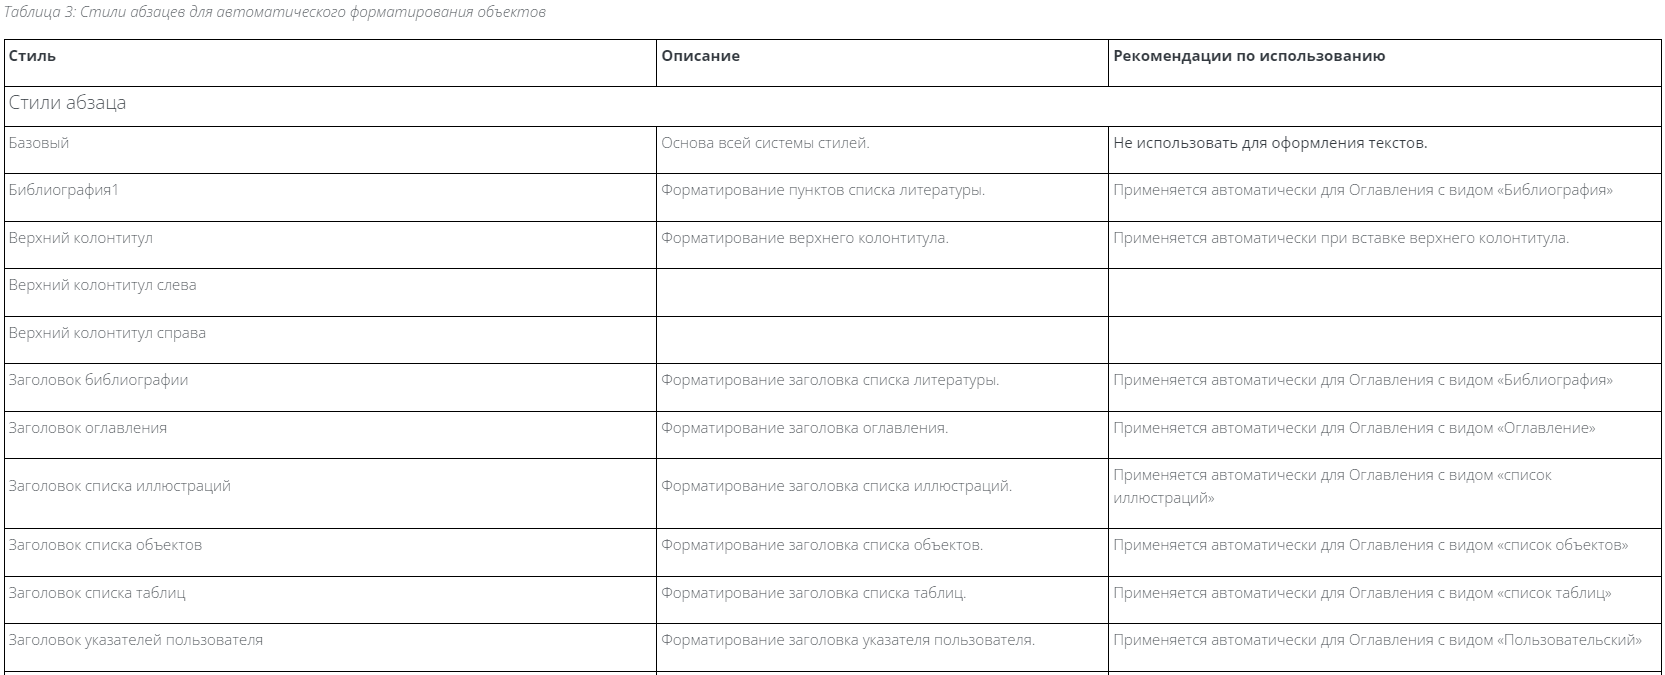 Таблица 3: Стили абзацев для автоматического форматирования объектов
Стиль Описание Рекомендации по использованию
Стили абзаца
Базовый Основа всей системы стилей. Не использовать для оформления текстов.
Библиография1 Форматирование пунктов списка литературы. Применяется автоматически для Оглавления с видом «Библиография»
Верхний колонтитул Форматирование верхнего колонтитула. Применяется автоматически при вставке верхнего колонтитула.
Верхний колонтитул слева
Верхний колонтитул справа
Заголовок библиографии Форматирование заголовка списка литературы. Применяется автоматически для Оглавления с видом «Библиография»
Заголовок оглавления Форматирование заголовка оглавления. Применяется автоматически для Оглавления с видом «Оглавление»
Заголовок списка иллюстраций Форматирование заголовка списка иллюстраций. Применяется автоматически для Оглавления с видом «список
иллюстраций»
Заголовок списка объектов Форматирование заголовка списка объектов. Применяется автоматически для Оглавления с видом «список объектов»
Заголовок списка таблиц Форматирование заголовка списка таблиц. Применяется автоматически для Оглавления с видом «список таблиц»
Заголовок указателей пользователя Форматирование заголовка указателя пользователя. Применяется автоматически для Оглавления с видом «Пользовательский»